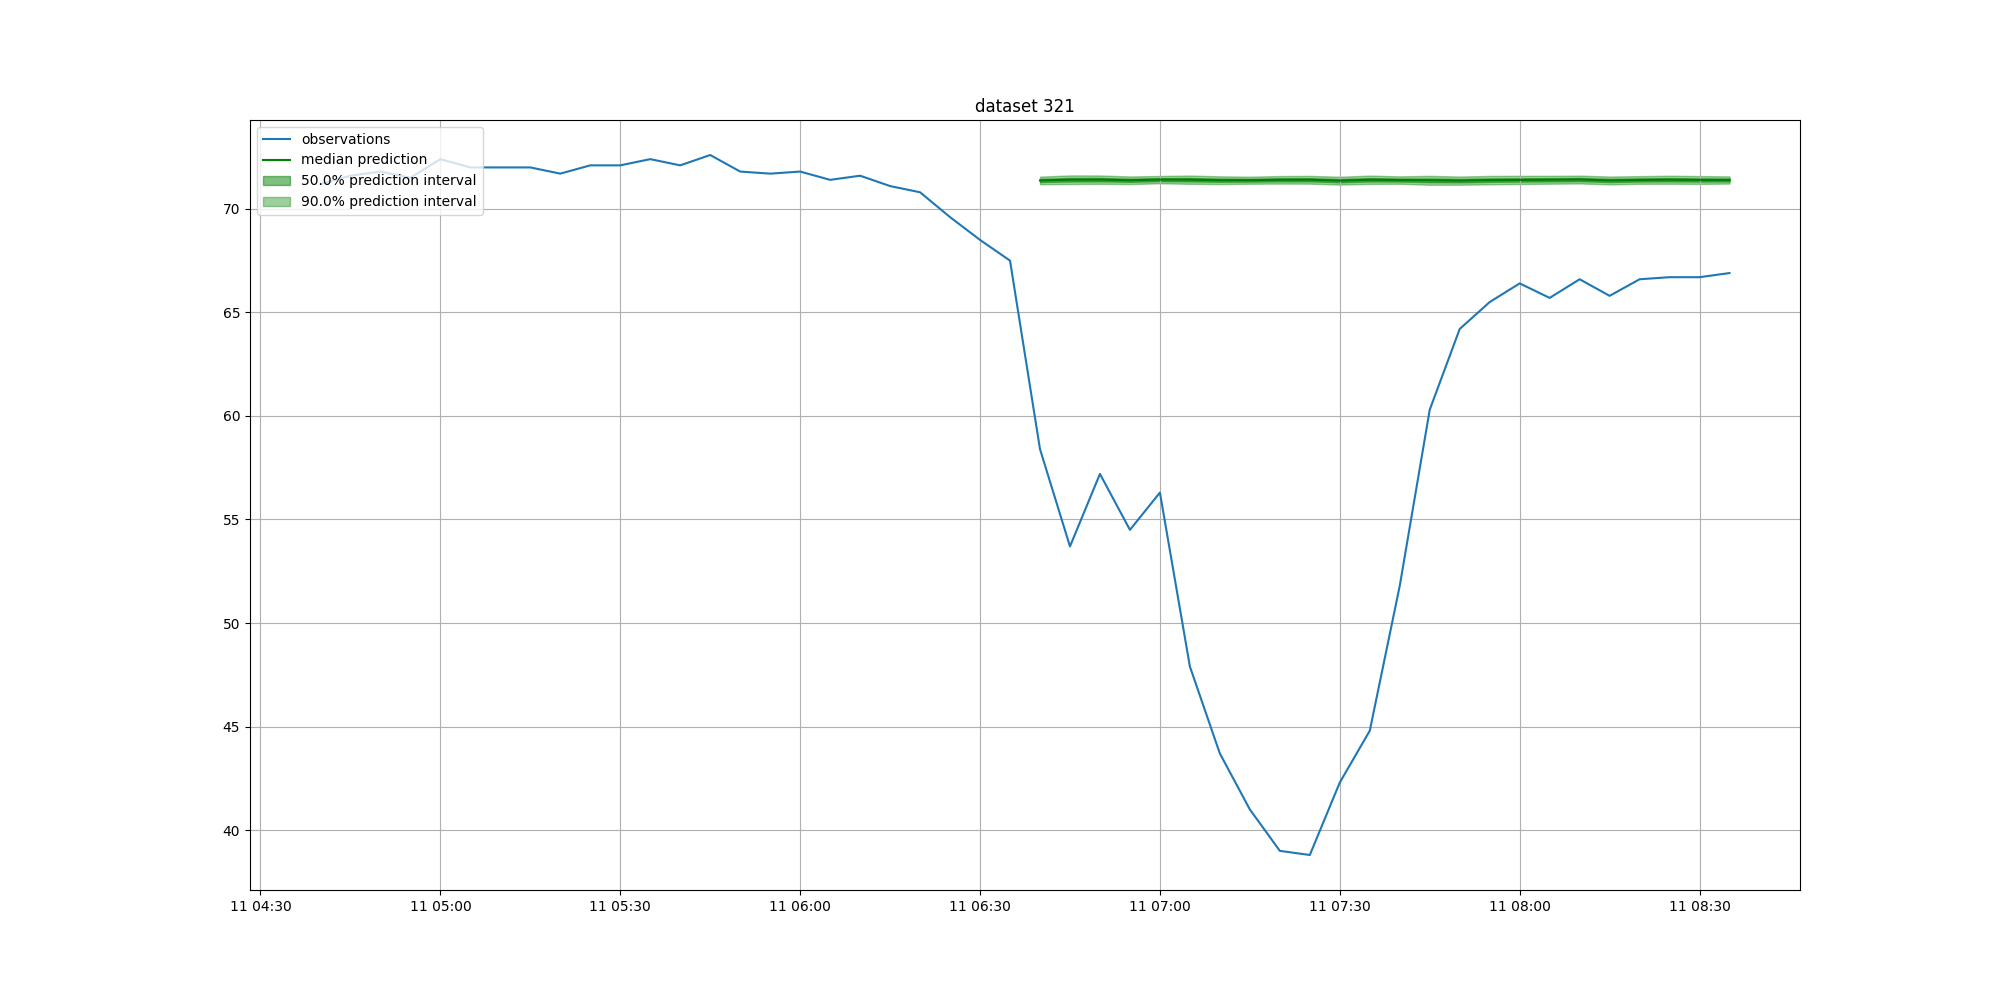 dataset 321
observations
median prediction
50.0% prediction interval
90.0% prediction interval
70
65
60
55
50
45
40
11 04:30 11 05:00 11 05:30 11 06:00 11 06:30 11 07:00 11 07:30 11 08:00 11 08:30